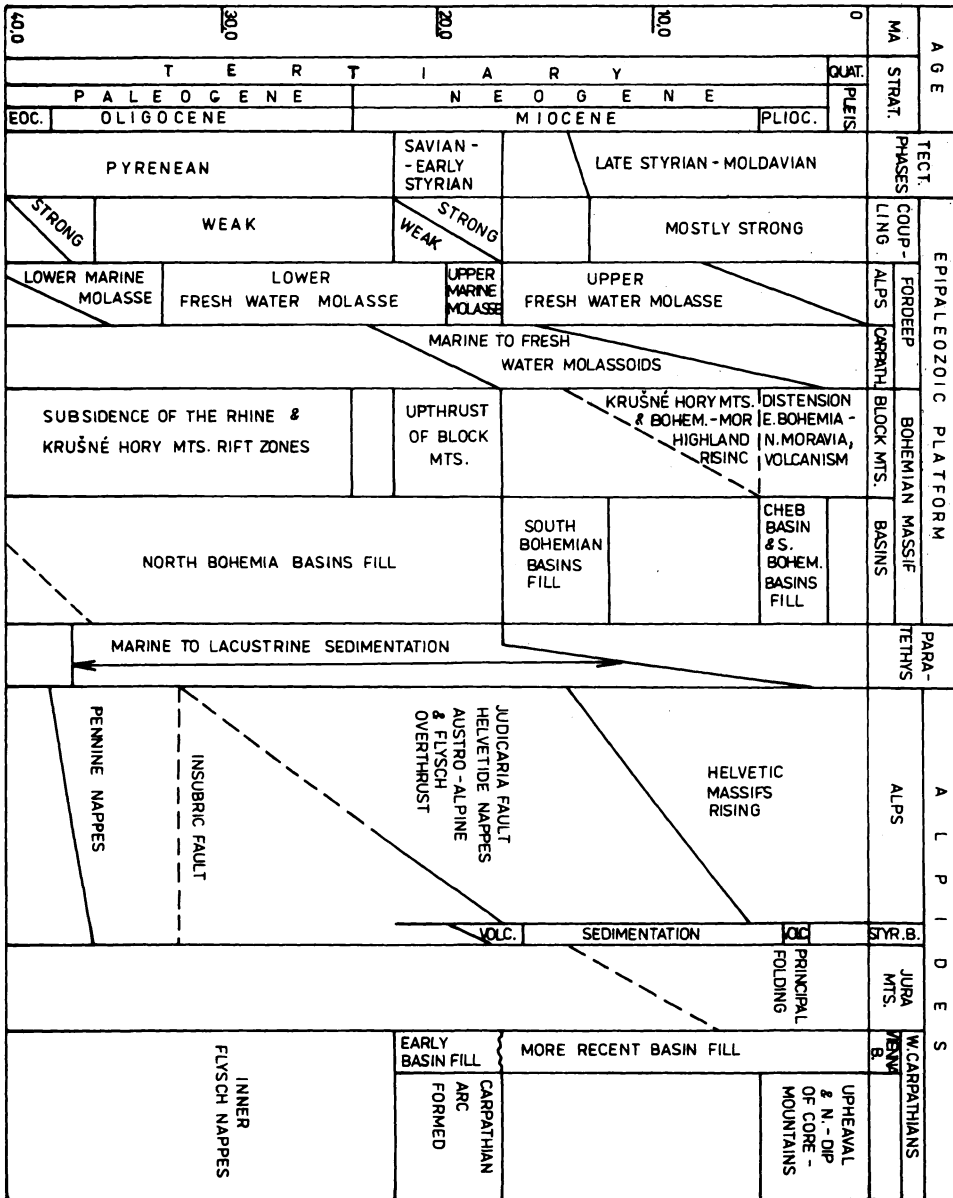 40,0
30,0
20,0
10,0
0
MA
AGE
TERTIARY
QUAT.
STRAT.
PALEOGENE
NEOGENE
PLEIS
EOC.
OLIGOCENE
MIOCENE
PLIOC.
PYRENEAN
SAVIAN -
- EARLY
STYRIAN
LATE STYRIAN - MOLDAVIAN
TECT.
PHASES
STRONG
WEAK
WEAK
STRONG
MOSTLY STRONG
COUP -
LING
EPIPALEOZOIC PLATFORM
LOWER MARINE
MOLASSE
LOWER
FRESH WATER MOLASSE
UPPER
MARINE
MOLASSE
UPPER
FRESH WATER MOLASSE
ALPS
FORDEEP
MARINE TO FRESH
WATER MOLASSOIDS
CARPATH.
SUBSIDENCE OF THE RHINE &
KRUŠNÉ HORY MTS. RIFT ZONES
UPTHRUST
OF BLOCK
MTS.
KRUŠNÉ HORY MTS.
& BOHEM.-MOR
HIGHLAND
RISINC
DISTENSION
E. BOHEMIA -
N. MORAVIA,
VOLCANISM
BLOCK MTS.
BOHEMIAN MASSIF
NORTH BOHEMIA BASINS FILL
SOUTH
BOHEMIAN
BASINS
FILL
CHEB
BASIN
& S.
BOHEM.
BASINS
FILL
BASINS
MARINE TO LACUSTRINE SEDIMENTATION
PARA-
TETHYS
PENNINE NAPPES
INSUBRIC FAULT
JUDICARIA FAULT
HELVETIDE NAPPES
AUSTRO - ALPINE
& FLYSCH
OVERTHRUST
HELVETIC
MASSIFS
RISING
ALPS
ALPIDES
VOLC.
SEDIMENTATION
VOLC
STYR. B.
PRINCIPAL
FOLDING
JURA
MTS.
EARLY
BASIN FILL
MORE RECENT BASIN FILL
VIENNA
B.
W. CARPATHIANS
INNER
FLYSCH NAPPES
CARPATHIAN
ARC
FORMED
UPHEAVAL
& N. - DIP
OF CORE -
MOUNTAINS